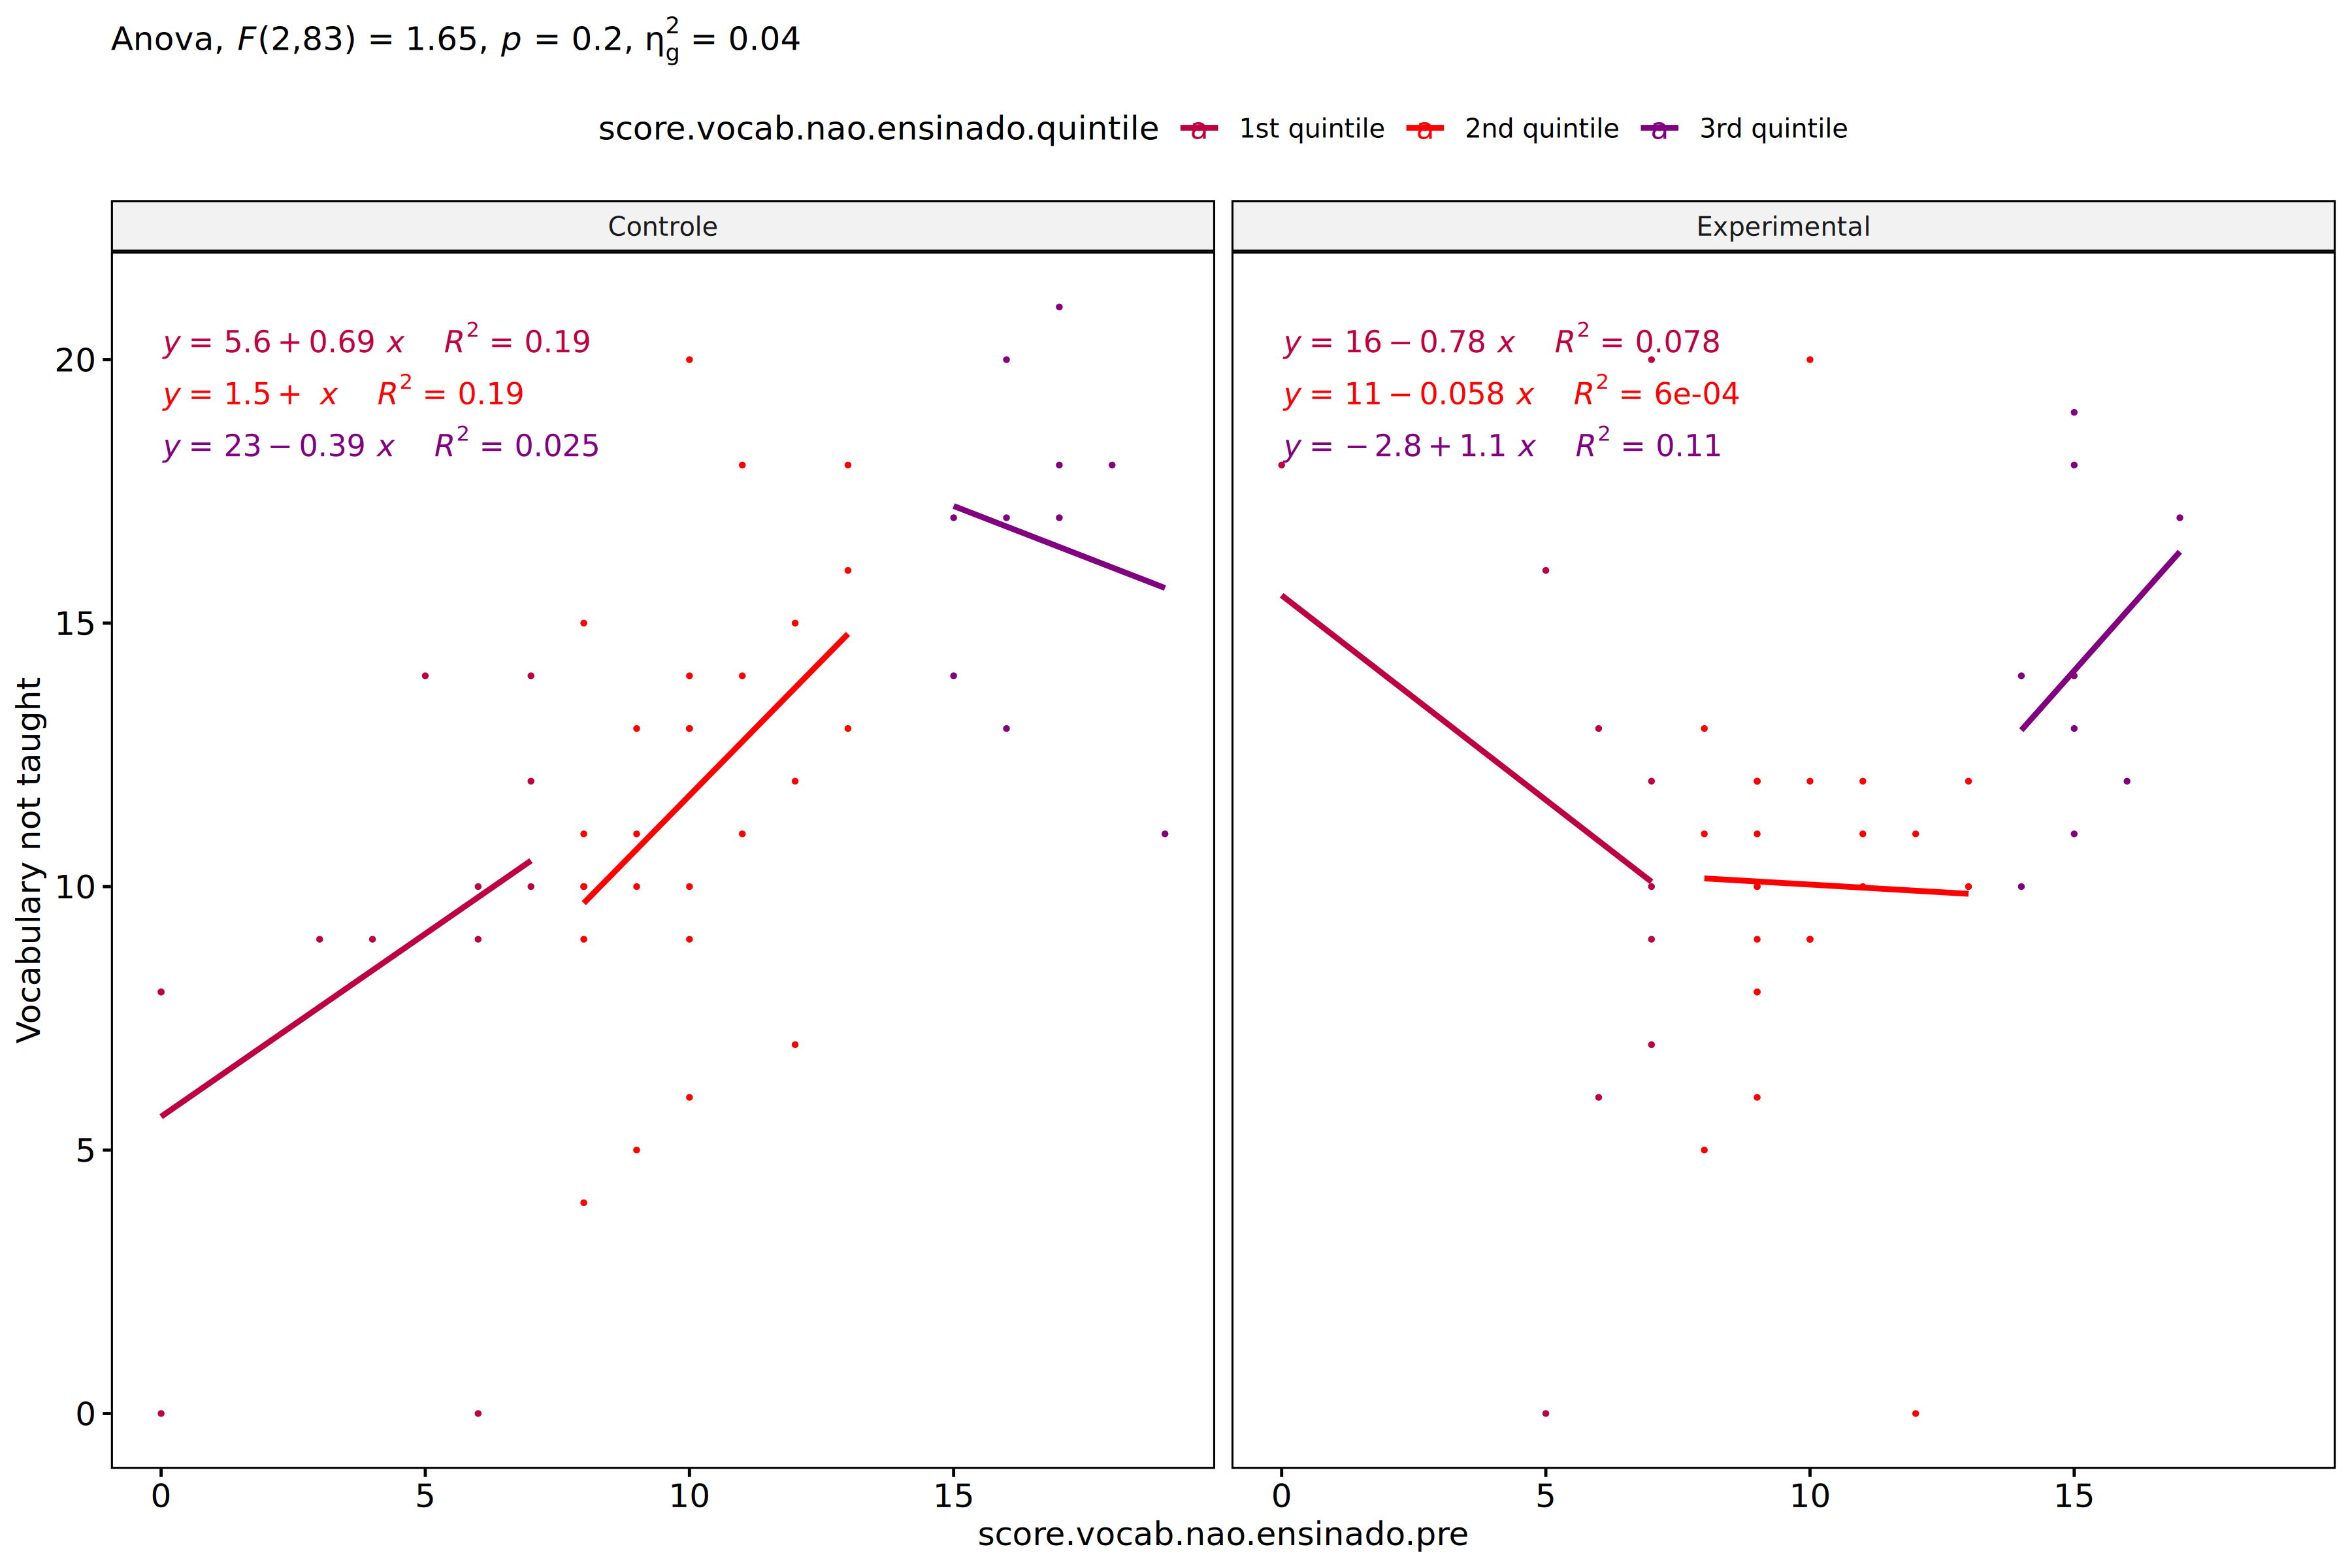 Anova, F(2,83) = 1.65, p = 0.2, η²g = 0.04
score.vocab.nao.ensinado.quintile a 1st quintile a 2nd quintile a 3rd quintile
Controle
Experimental
y = 5.6 + 0.69 x R² = 0.19
y = 1.5 + x R² = 0.19
y = 23 − 0.39 x R² = 0.025
y = 16 − 0.78 x R² = 0.078
y = 11 − 0.058 x R² = 6e-04
y = −2.8 + 1.1 x R² = 0.11
Vocabulary not taught
20
15
10
5
0
0 5 10 15
0 5 10 15
score.vocab.nao.ensinado.pre